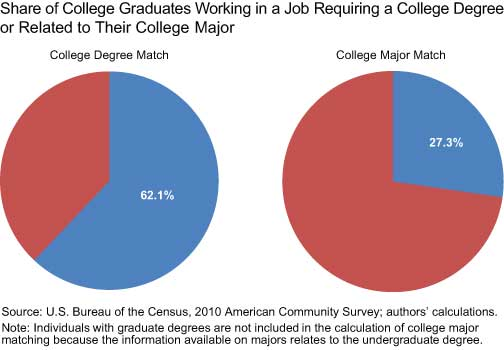 Share of College Graduates Working in a Job Requiring a College Degree
or Related to Their College Major
College Degree Match
College Major Match
62.1%
27.3%
Source: U.S. Bureau of the Census, 2010 American Community Survey; authors’ calculations.
Note: Individuals with graduate degrees are not included in the calculation of college major
matching because the information available on majors relates to the undergraduate degree.